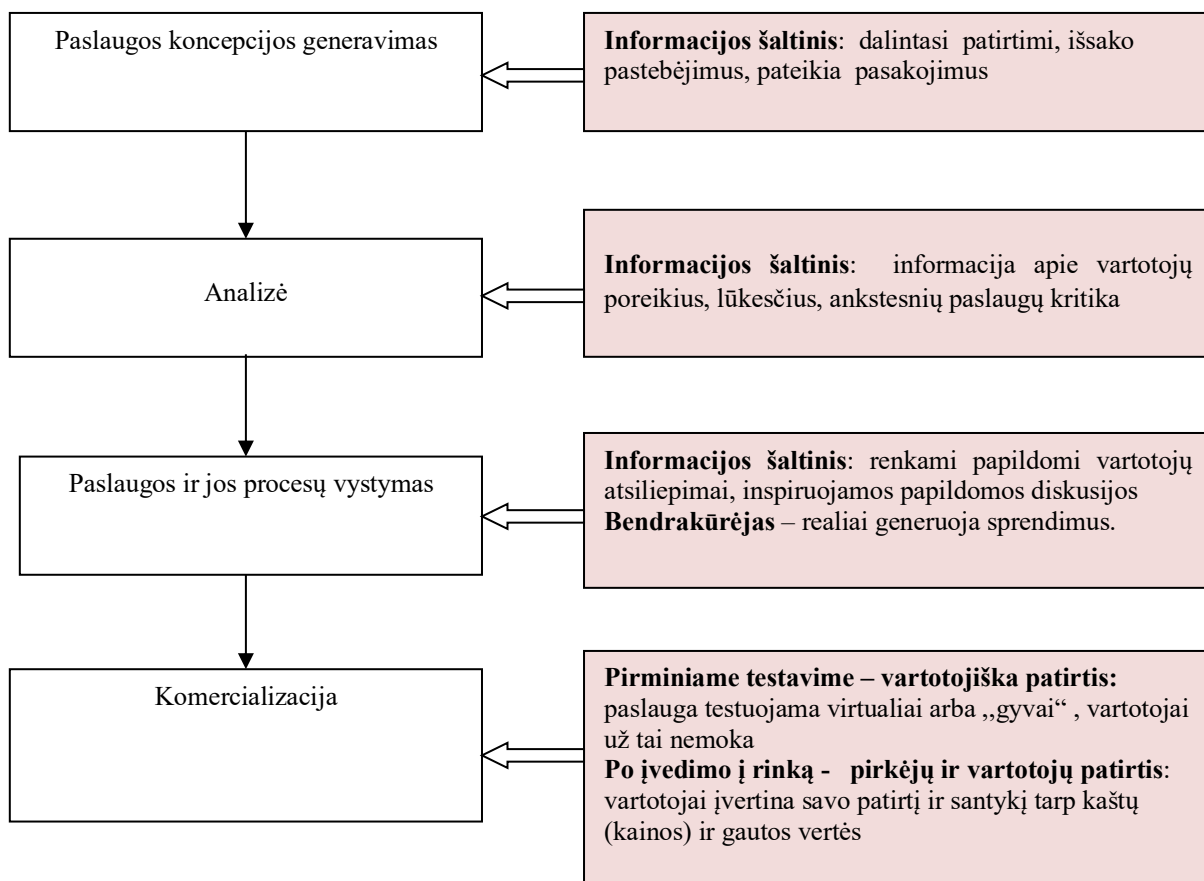 Paslaugos koncepcijos generavimas
Informacijos šaltinis: dalintasi patirtimi, išsako
pastebėjimus, pateikia pasakojimus
Analizė
Informacijos šaltinis: informacija apie vartotojų
poreikius, lūkesčius, ankstesnių paslaugų kritika
Paslaugos ir jos procesų vystymas
Informacijos šaltinis: renkami papildomi vartotojų
atsiliepimai, inspiruojamos papildomos diskusijos
Bendrakūrėjas – realiai generuoja sprendimus.
Komercializacija
Pirminiame testavime – vartotojiška patirtis:
paslauga testuojama virtualiai arba ,,gyvai“ , vartotojai
už tai nemoka
Po įvedimo į rinką - pirkėjų ir vartotojų patirtis:
vartotojai įvertina savo patirtį ir santykį tarp kaštų
(kainos) ir gautos vertės